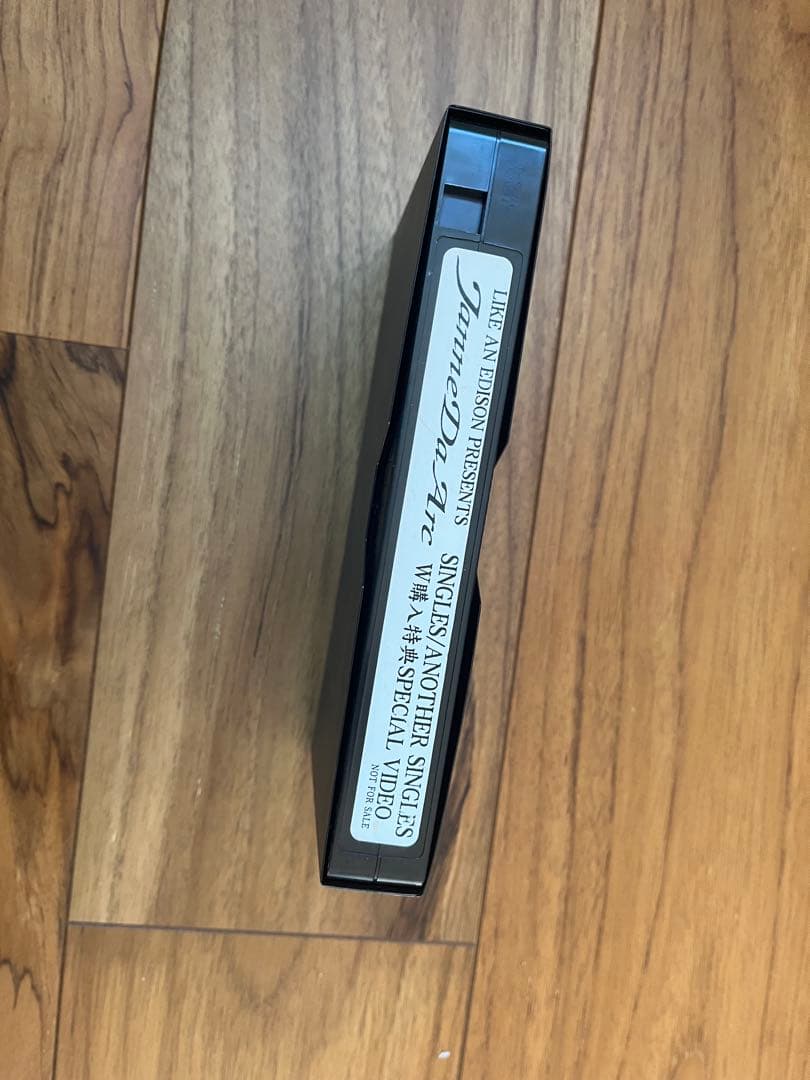 LIKE AN EDISON PRESENTS
Janne Da Arc
SINGLES/ANOTHER SINGLES
W購入特典SPECIAL VIDEO
NOT FOR SALE